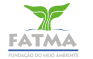 FATMA
FUNDAÇÃO DO MEIO AMBIENTE